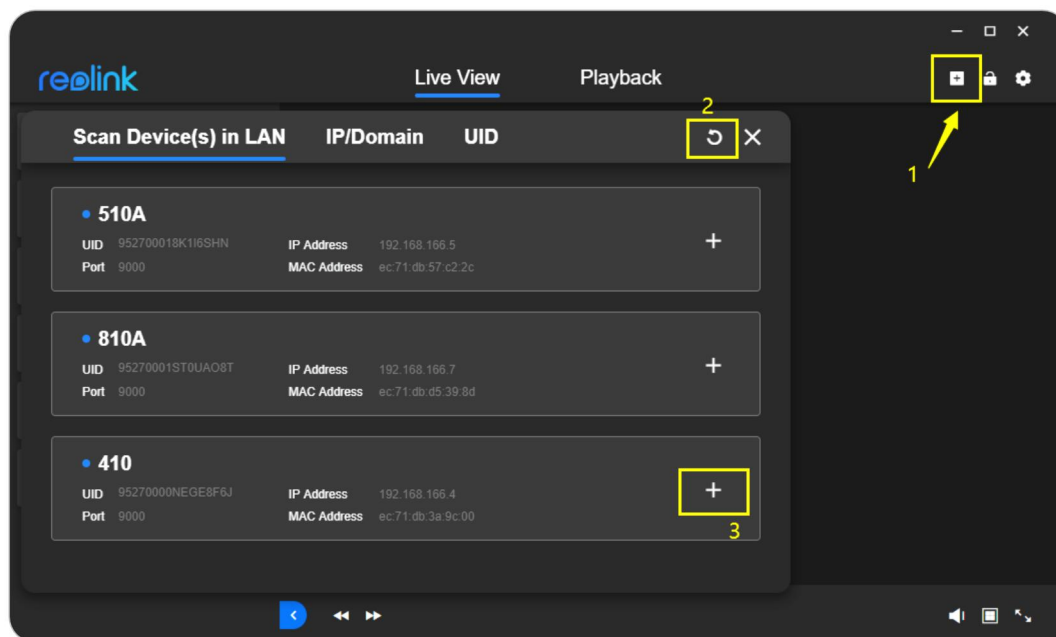 reolink
Live View
Playback
1
2
Scan Device(s) in LAN
IP/Domain
UID
510A
UID 952700018K1I6SHN IP Address 192.168.166.5
Port 9000 MAC Address ec:71:db:57:c2:2c
810A
UID 95270001ST0UAO8T IP Address 192.168.166.7
Port 9000 MAC Address ec:71:db:d5:39:8d
410
UID 95270000NEGE8F6J IP Address 192.168.166.4
Port 9000 MAC Address ec:71:db:3a:9c:00
3